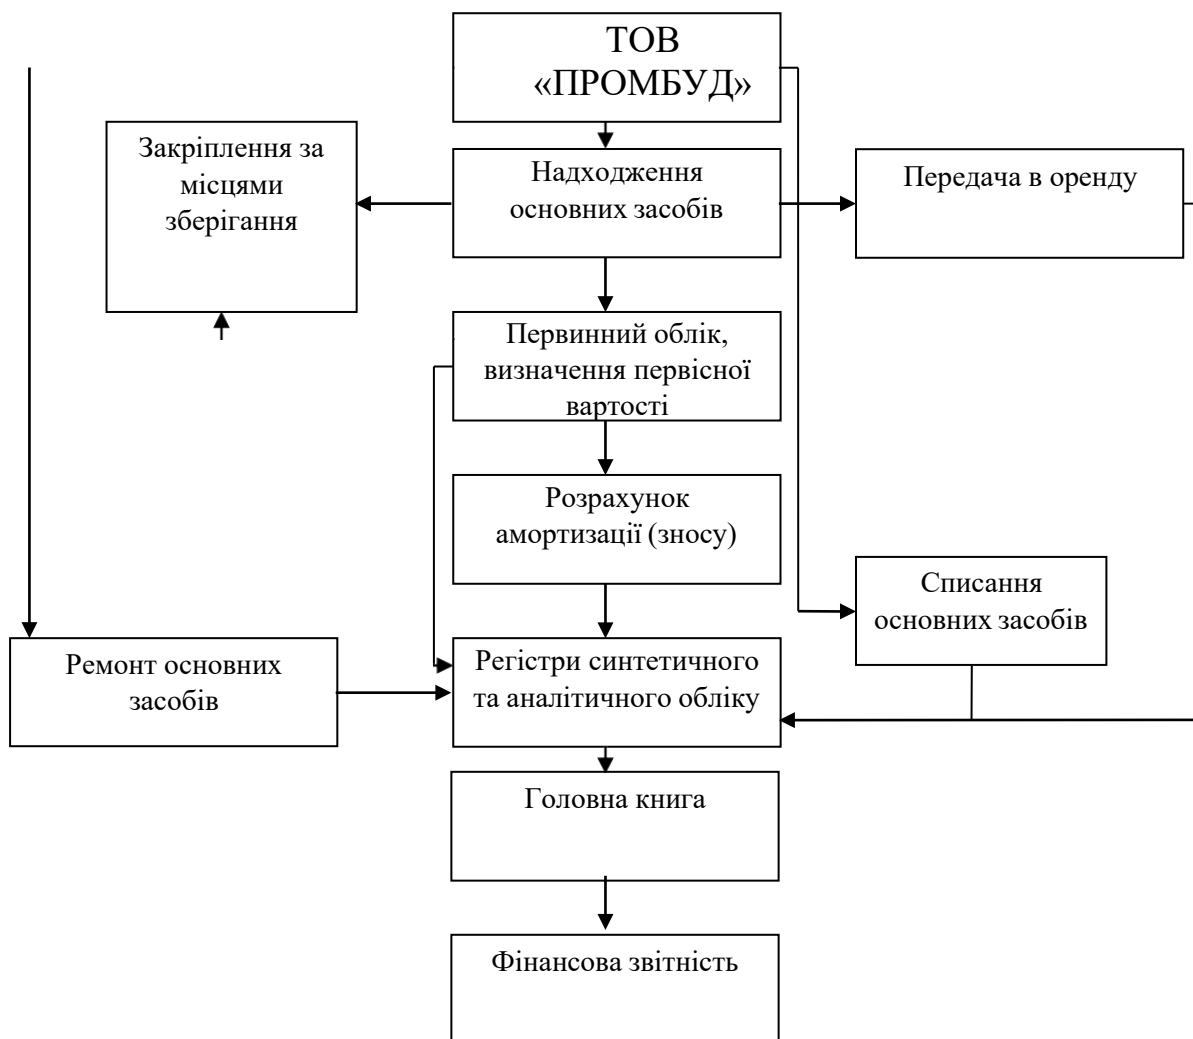 ТОВ
«ПРОМБУД»
Закріплення за
місцями
зберігання
Надходження
основних засобів
Передача в оренду
Первинний облік,
визначення первісної
вартості
Розрахунок
амортизації (зносу)
Списання
основних засобів
Ремонт основних
засобів
Регістри синтетичного
та аналітичного обліку
Головна книга
Фінансова звітність